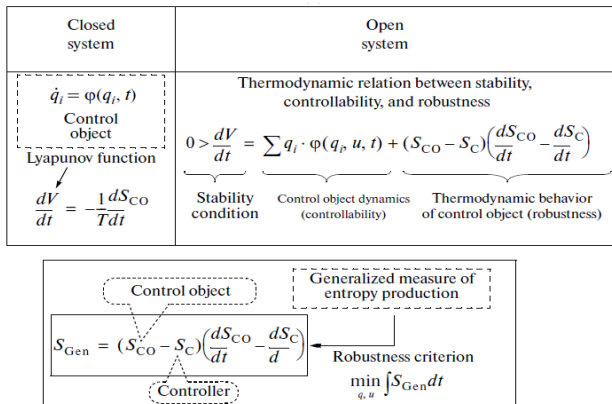 Closed system
Open system
q̇ᵢ = φ(qᵢ, t)
Control object
Lyapunov function
dV/dt = −(1/T)(dS_CO/dt)
Thermodynamic relation between stability,
controllability, and robustness
0 > dV/dt = ∑ qᵢ · φ(qᵢ, u, t) + (S_CO − S_C)(dS_CO/dt − dS_C/dt)
Stability condition
Control object dynamics (controllability)
Thermodynamic behavior of control object (robustness)
Control object
Generalized measure of entropy production
S_Gen = (S_CO − S_C)(dS_CO/dt − dS_C/d)
Controller
Robustness criterion
min q, u ∫S_Gen dt